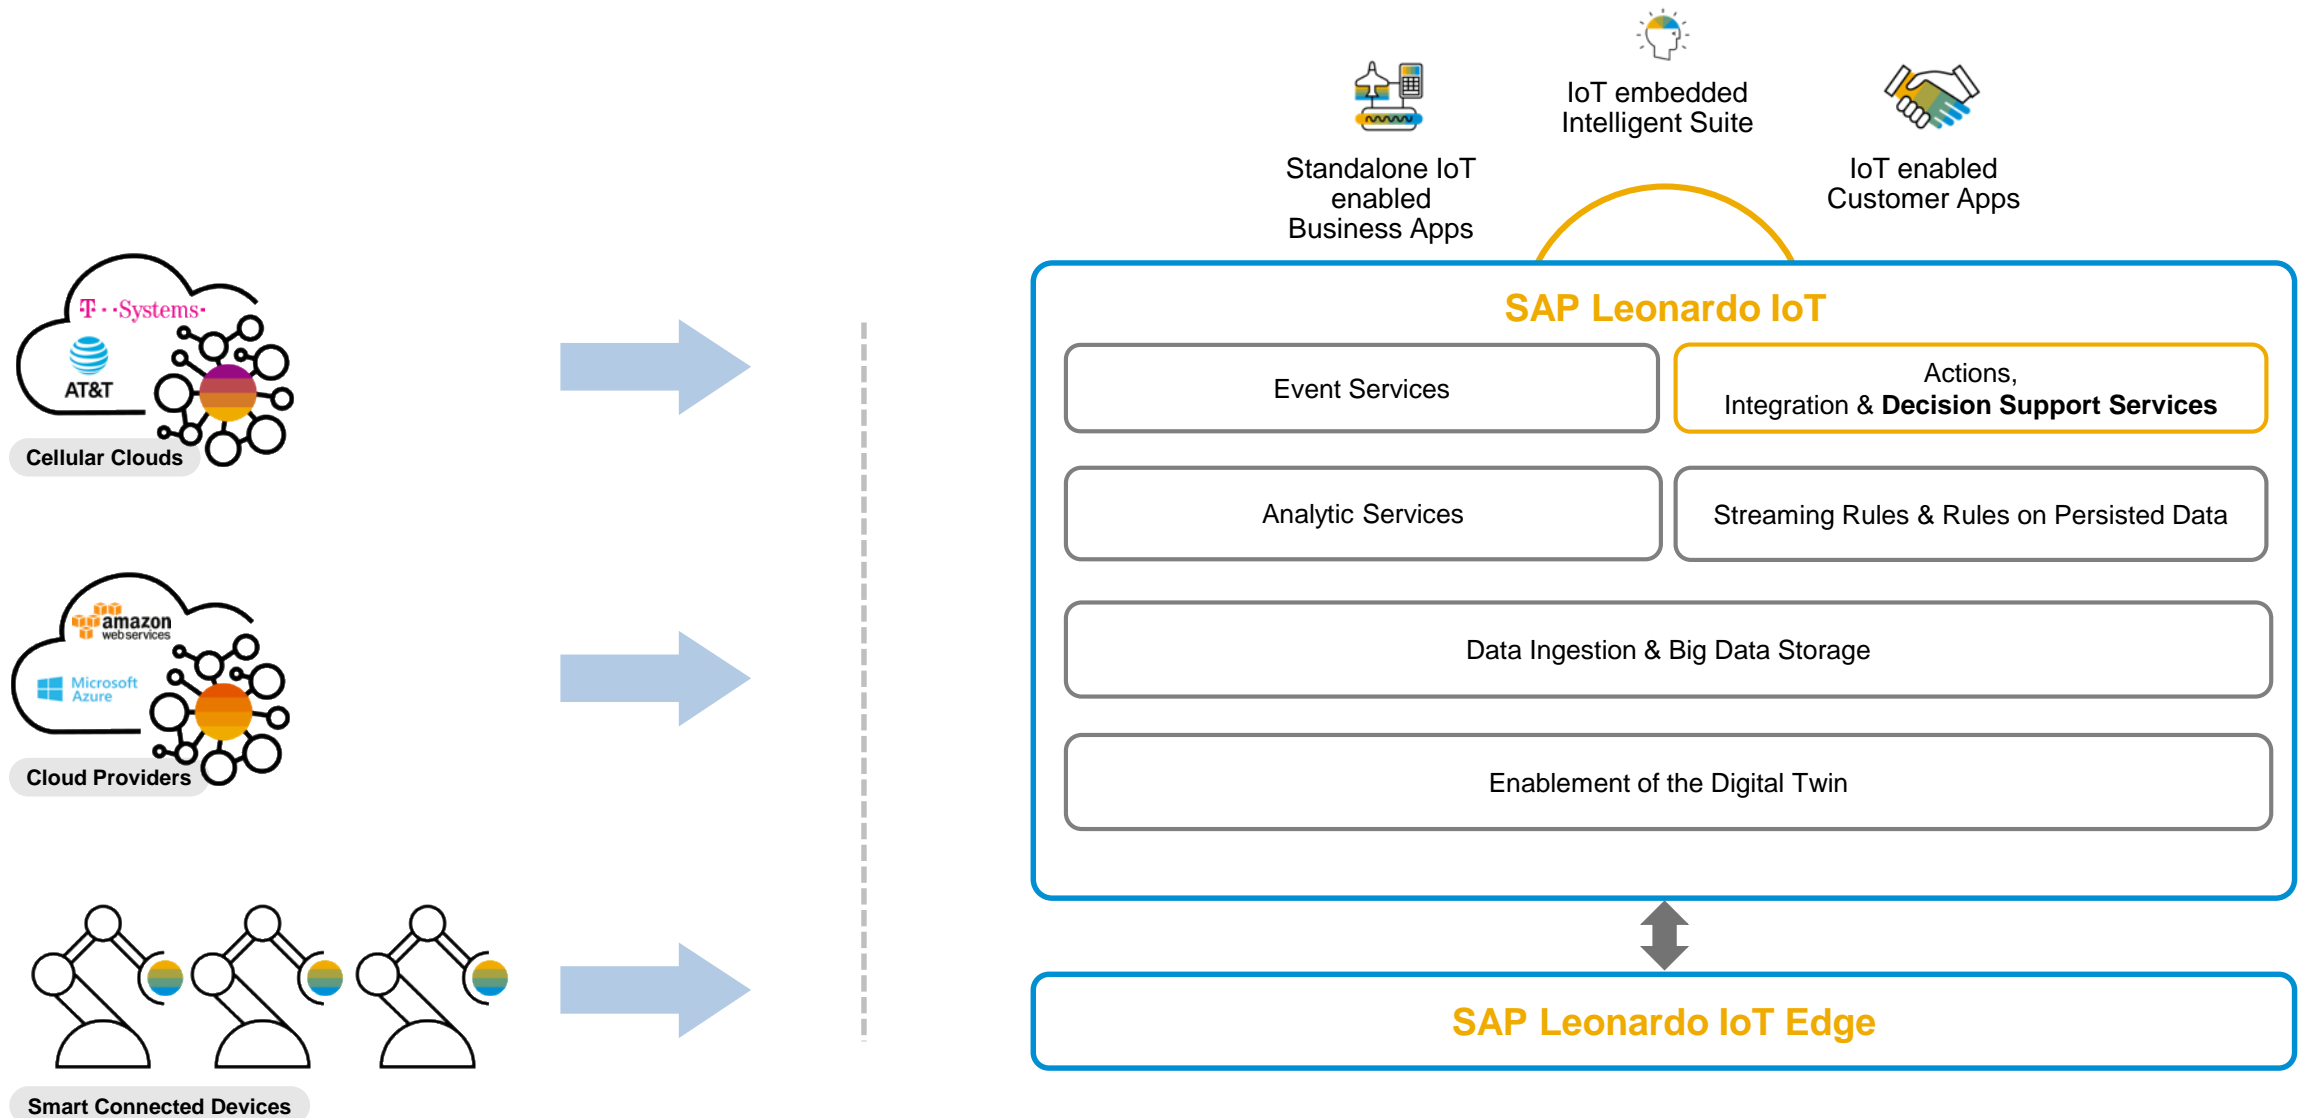 IoT embedded
Intelligent Suite
Standalone IoT
enabled
Business Apps
IoT enabled
Customer Apps
T··Systems·
AT&T
Cellular Clouds
amazon
web services
Microsoft
Azure
Cloud Providers
Smart Connected Devices
SAP Leonardo IoT
Event Services
Actions,
Integration & Decision Support Services
Analytic Services
Streaming Rules & Rules on Persisted Data
Data Ingestion & Big Data Storage
Enablement of the Digital Twin
SAP Leonardo IoT Edge